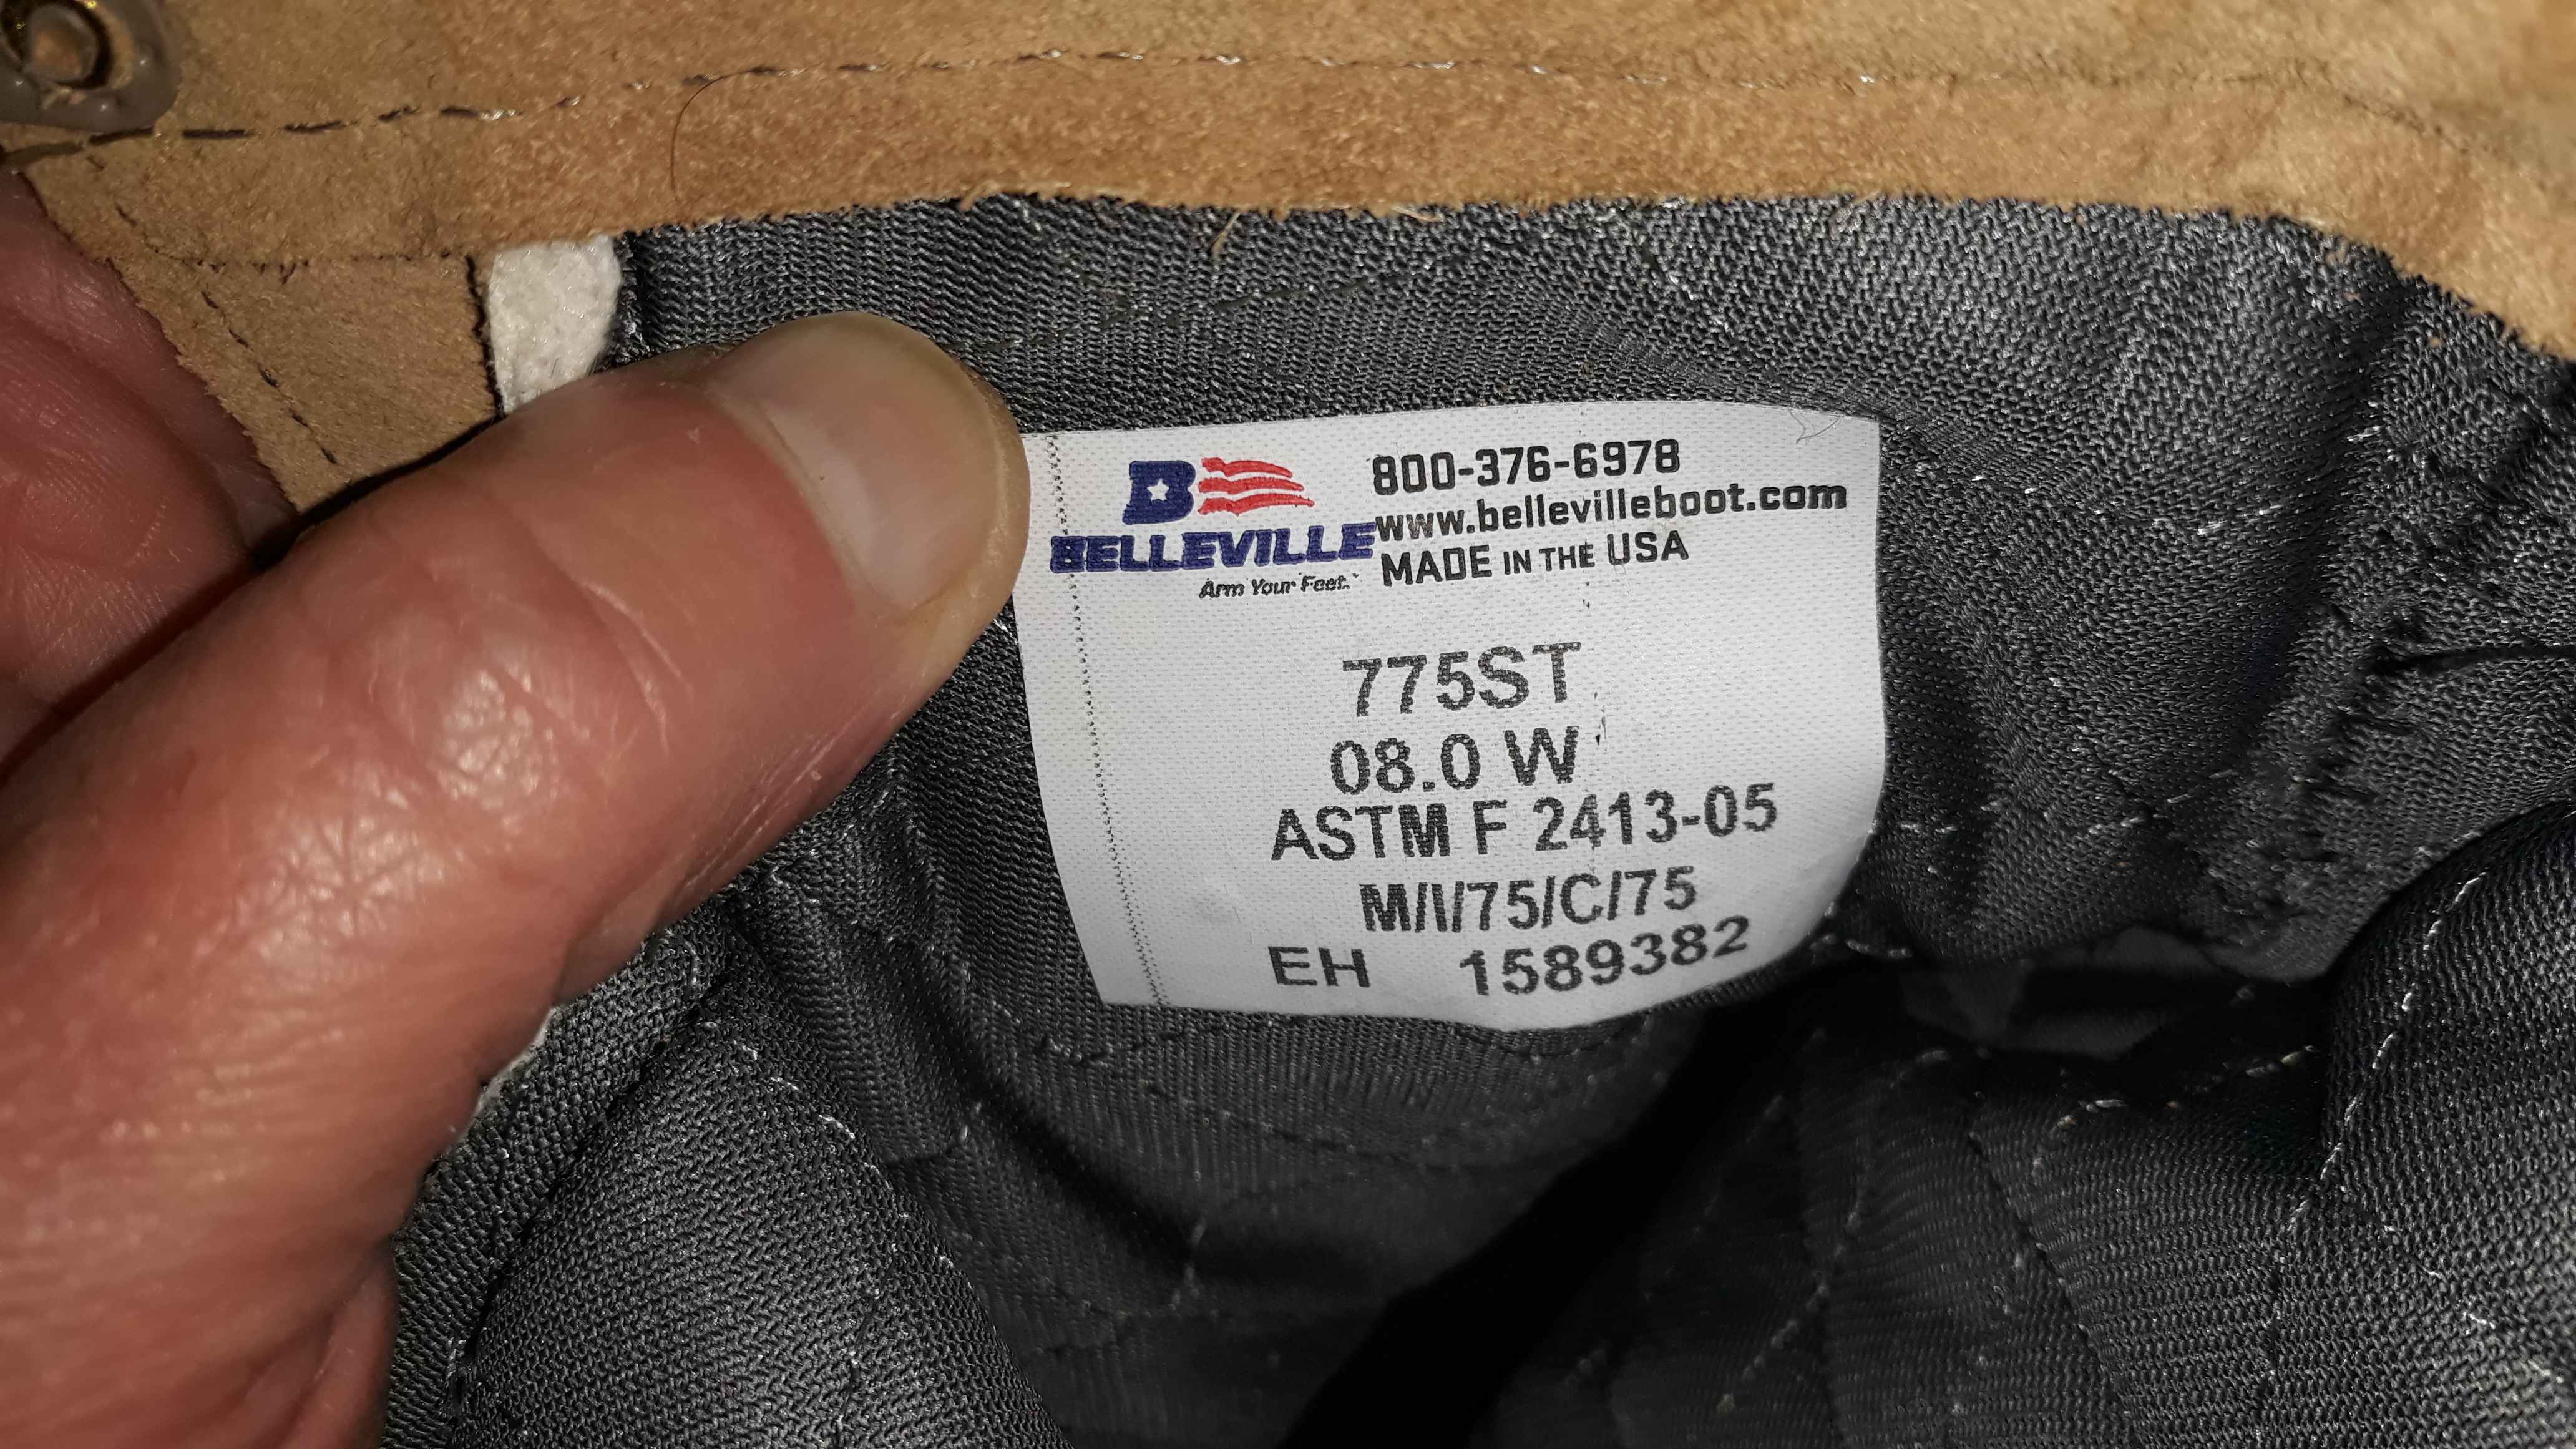 B
BELLEVILLE
Arm Your Feet.
800-376-6978
www.bellevilleboot.com
MADE IN THE USA
775ST
08.0 W
ASTM F 2413-05
M/I/75/C/75
EH 1589382